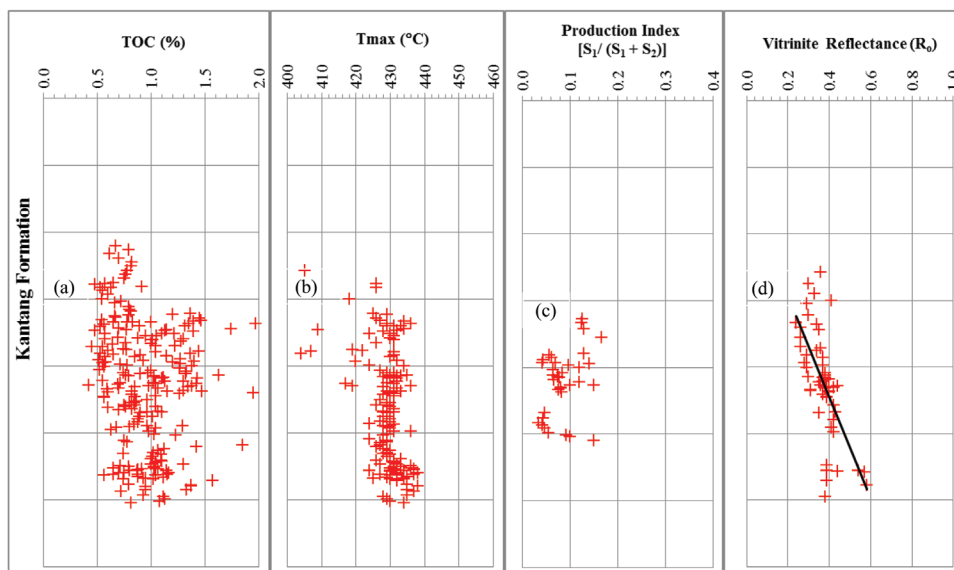 TOC (%)
0.0 0.5 1.0 1.5 2.0
Tmax (°C)
400 410 420 430 440 450 460
Production Index
[S₁/ (S₁ + S₂)]
0.0 0.1 0.2 0.3 0.4
Vitrinite Reflectance (Rₒ)
0.0 0.2 0.4 0.6 0.8 1.0
Kantang Formation
(a)
(b)
(c)
(d)